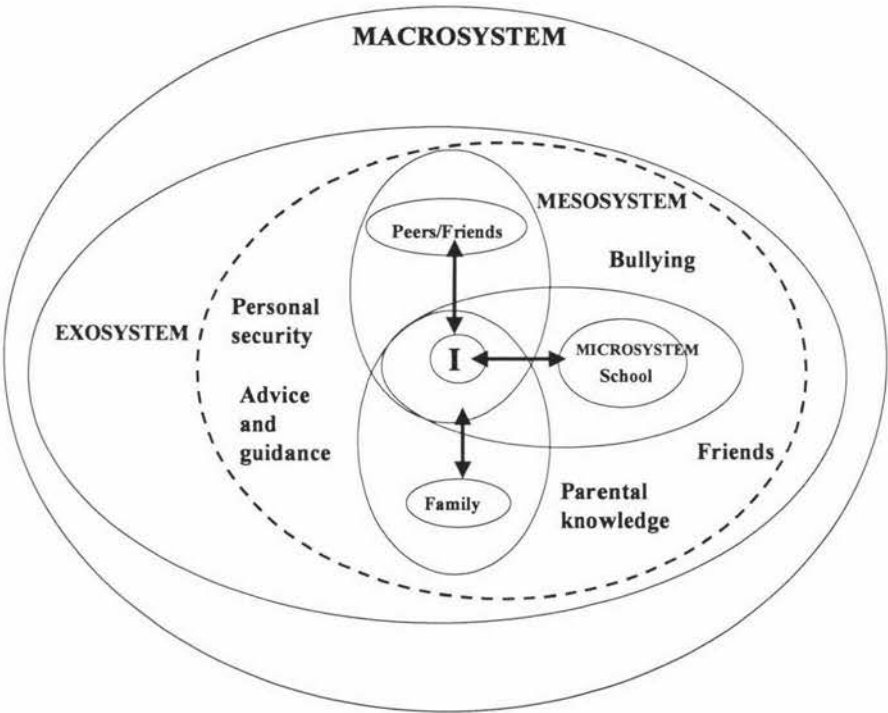 MACROSYSTEM
MESOSYSTEM
Peers/Friends
Bullying
Personal
security
EXOSYSTEM
I
MICROSYSTEM
School
Advice
and
guidance
Friends
Family
Parental
knowledge